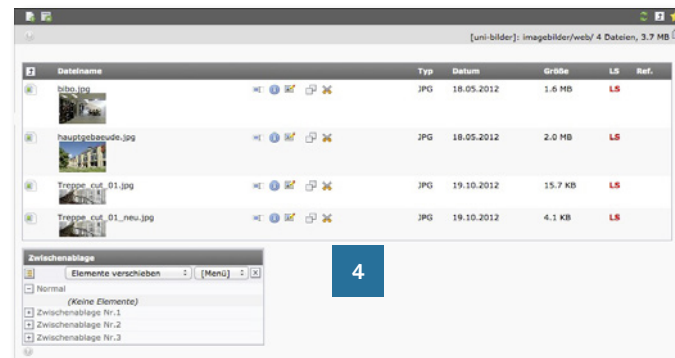 [uni-bilder]: imagebilder/web/ 4 Dateien, 3.7 MB
Dateiname Typ Datum Größe LS Ref.
bibo.jpg JPG 18.05.2012 1.6 MB LS
hauptgebaeude.jpg JPG 18.05.2012 2.0 MB LS
Treppe_cut_01.jpg JPG 19.10.2012 15.7 KB LS
Treppe_cut_01_neu.jpg JPG 19.10.2012 4.1 KB LS
Zwischenablage
Elemente verschieben [Menü]
Normal
(Keine Elemente)
Zwischenablage Nr.1
Zwischenablage Nr.2
Zwischenablage Nr.3
4